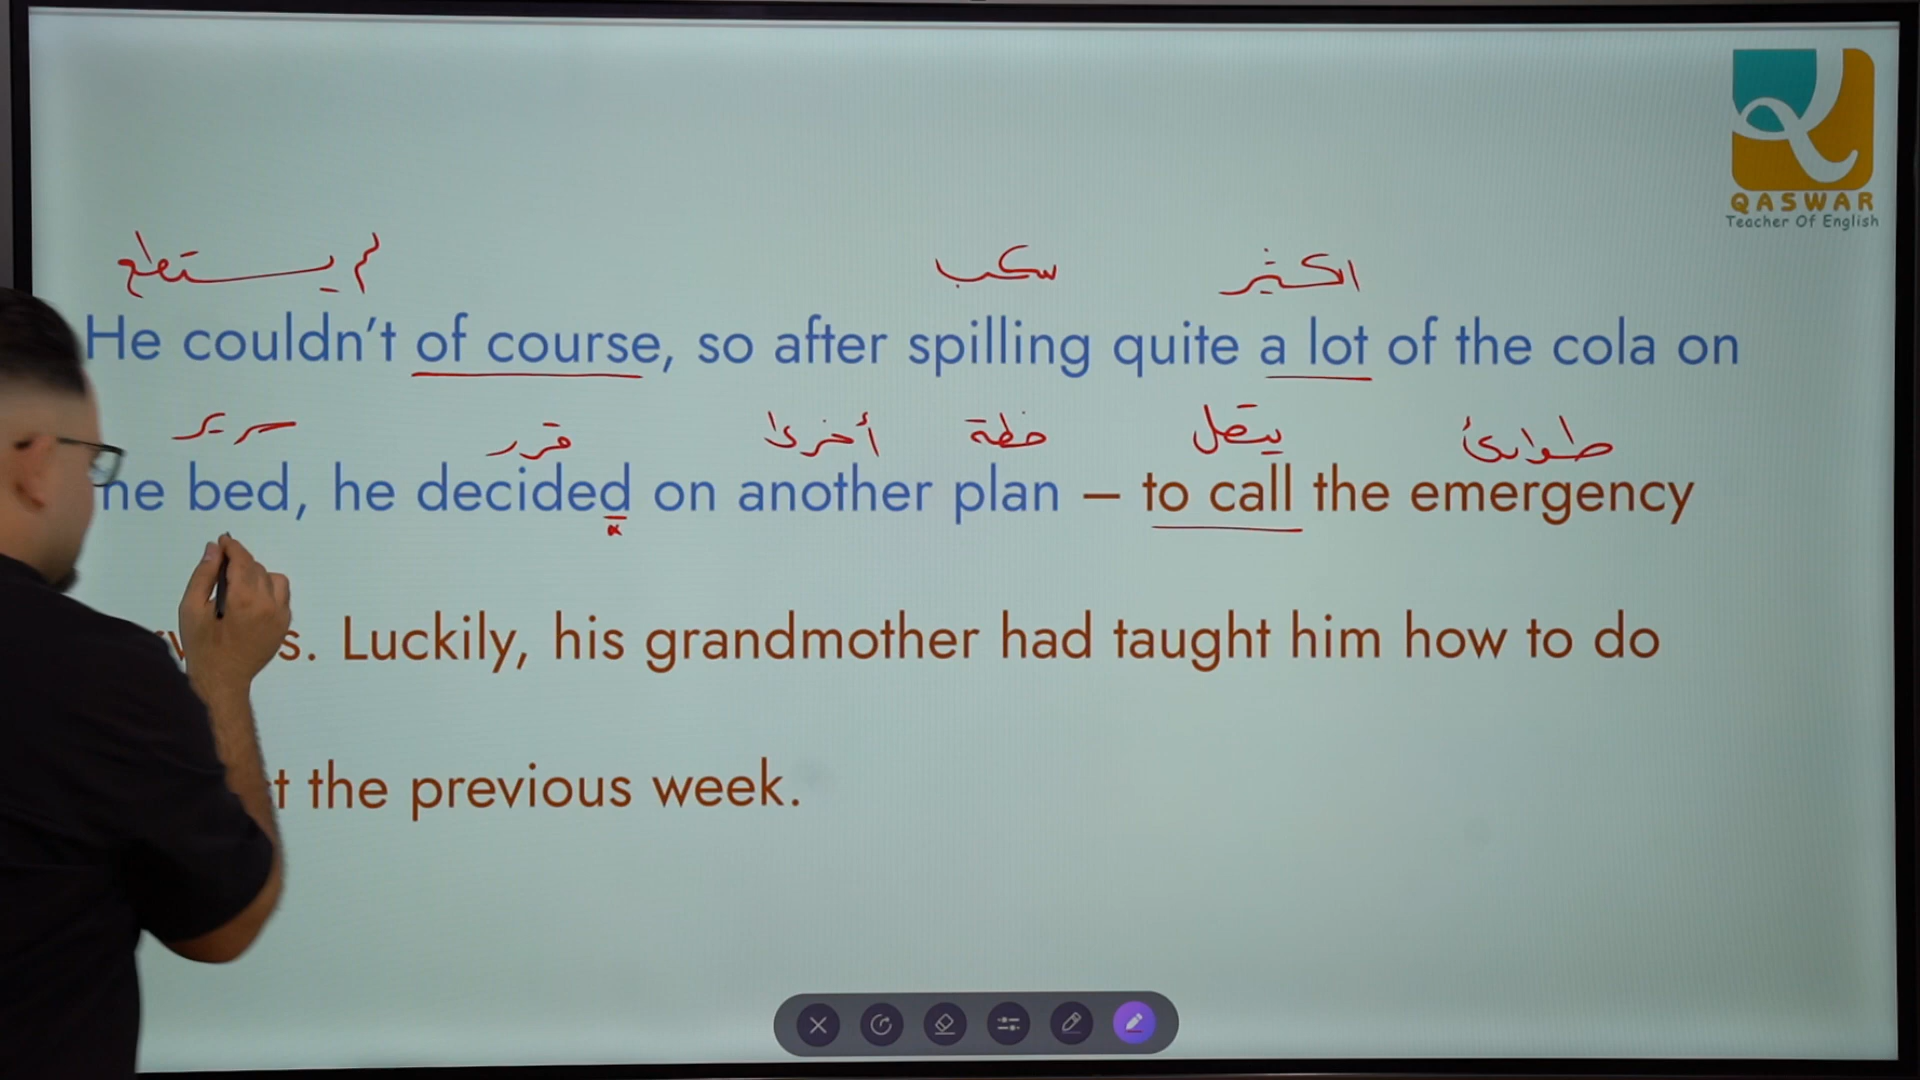 QASWAR
Teacher Of English
لم يستطع سكب الكثير
He couldn't of course, so after spilling quite a lot of the cola on
سرير قرر أخرى خطة يتصل طوارئ
he bed, he decided on another plan – to call the emergency
s. Luckily, his grandmother had taught him how to do
t the previous week.